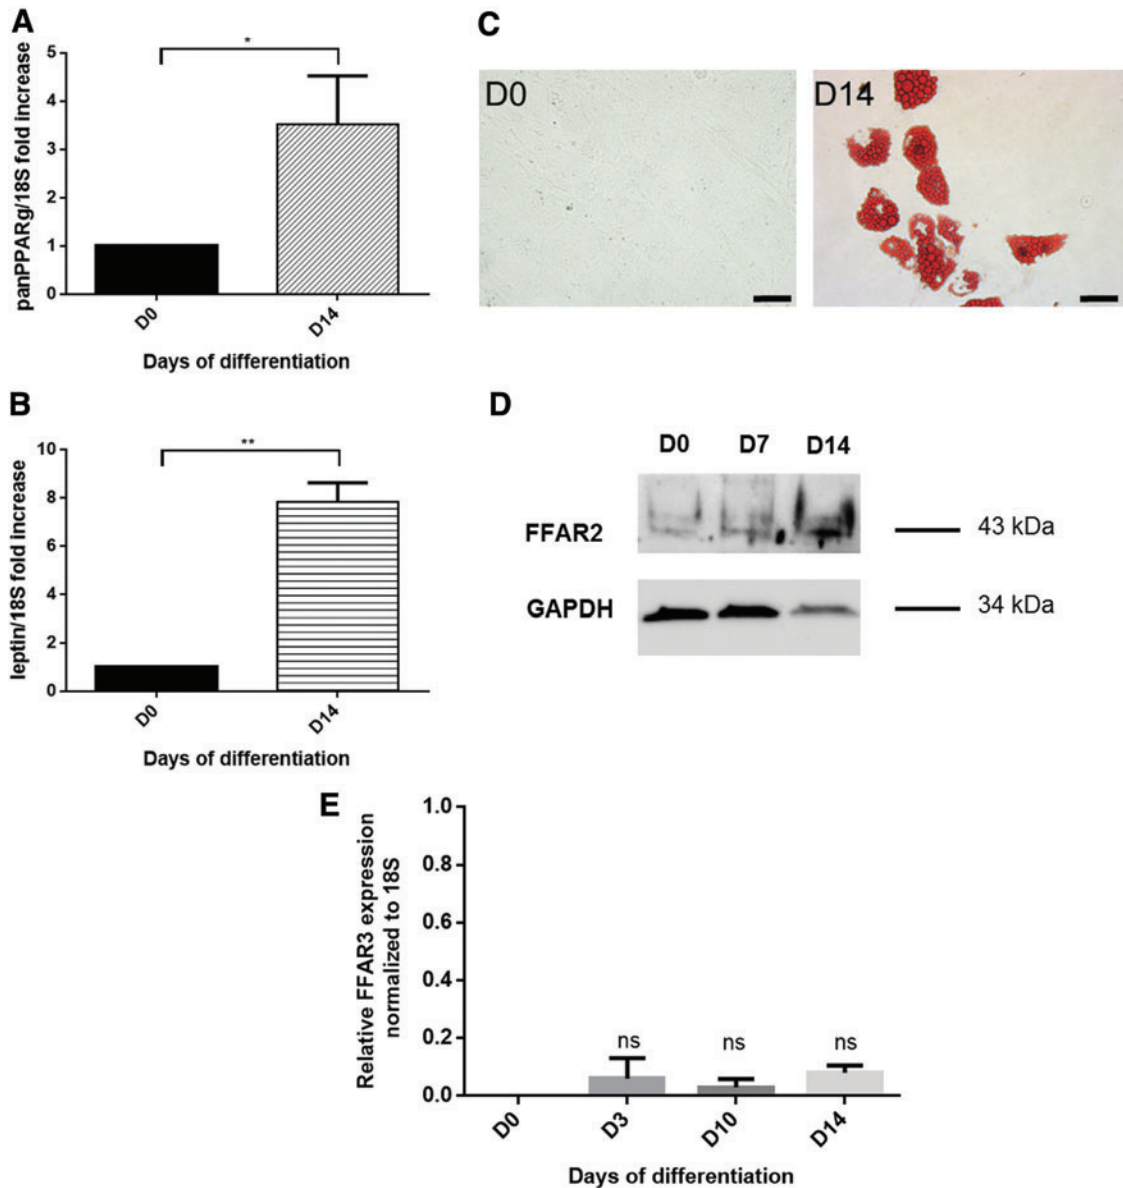 A
panPPARg/18S fold increase
5
4
3
2
1
0
*
D0
D14
Days of differentiation
B
leptin/18S fold increase
10
8
6
4
2
0
**
D0
D14
Days of differentiation
C
D0
D14
D
D0 D7 D14
FFAR2
43 kDa
GAPDH
34 kDa
E
Relative FFAR3 expression
normalized to 18S
1.0
0.8
0.6
0.4
0.2
0.0
ns ns ns
D0 D3 D10 D14
Days of differentiation